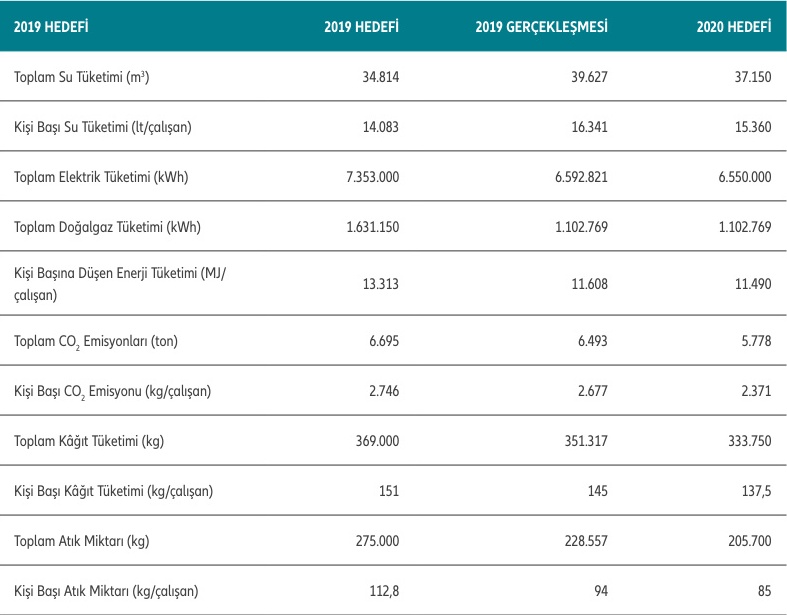 2019 HEDEFİ 2019 HEDEFİ 2019 GERÇEKLEŞMESİ 2020 HEDEFİ
Toplam Su Tüketimi (m³) 34.814 39.627 37.150
Kişi Başı Su Tüketimi (lt/çalışan) 14.083 16.341 15.360
Toplam Elektrik Tüketimi (kWh) 7.353.000 6.592.821 6.550.000
Toplam Doğalgaz Tüketimi (kWh) 1.631.150 1.102.769 1.102.769
Kişi Başına Düşen Enerji Tüketimi (MJ/
çalışan) 13.313 11.608 11.490
Toplam CO₂ Emisyonları (ton) 6.695 6.493 5.778
Kişi Başı CO₂ Emisyonu (kg/çalışan) 2.746 2.677 2.371
Toplam Kâğıt Tüketimi (kg) 369.000 351.317 333.750
Kişi Başı Kâğıt Tüketimi (kg/çalışan) 151 145 137,5
Toplam Atık Miktarı (kg) 275.000 228.557 205.700
Kişi Başı Atık Miktarı (kg/çalışan) 112,8 94 85